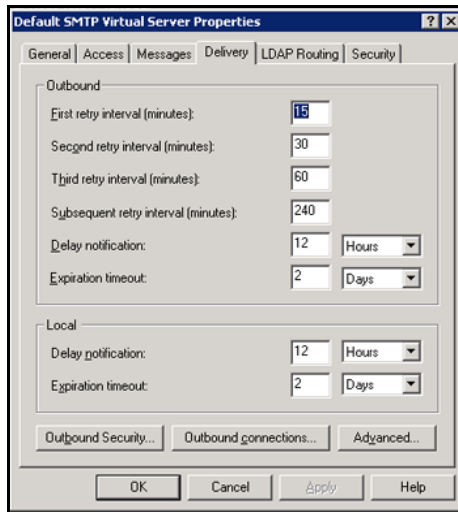 Default SMTP Virtual Server Properties
General Access Messages Delivery LDAP Routing Security
Outbound
First retry interval (minutes): 15
Second retry interval (minutes): 30
Third retry interval (minutes): 60
Subsequent retry interval (minutes): 240
Delay notification: 12 Hours
Expiration timeout: 2 Days
Local
Delay notification: 12 Hours
Expiration timeout: 2 Days
Outbound Security... Outbound connections... Advanced...
OK Cancel Apply Help